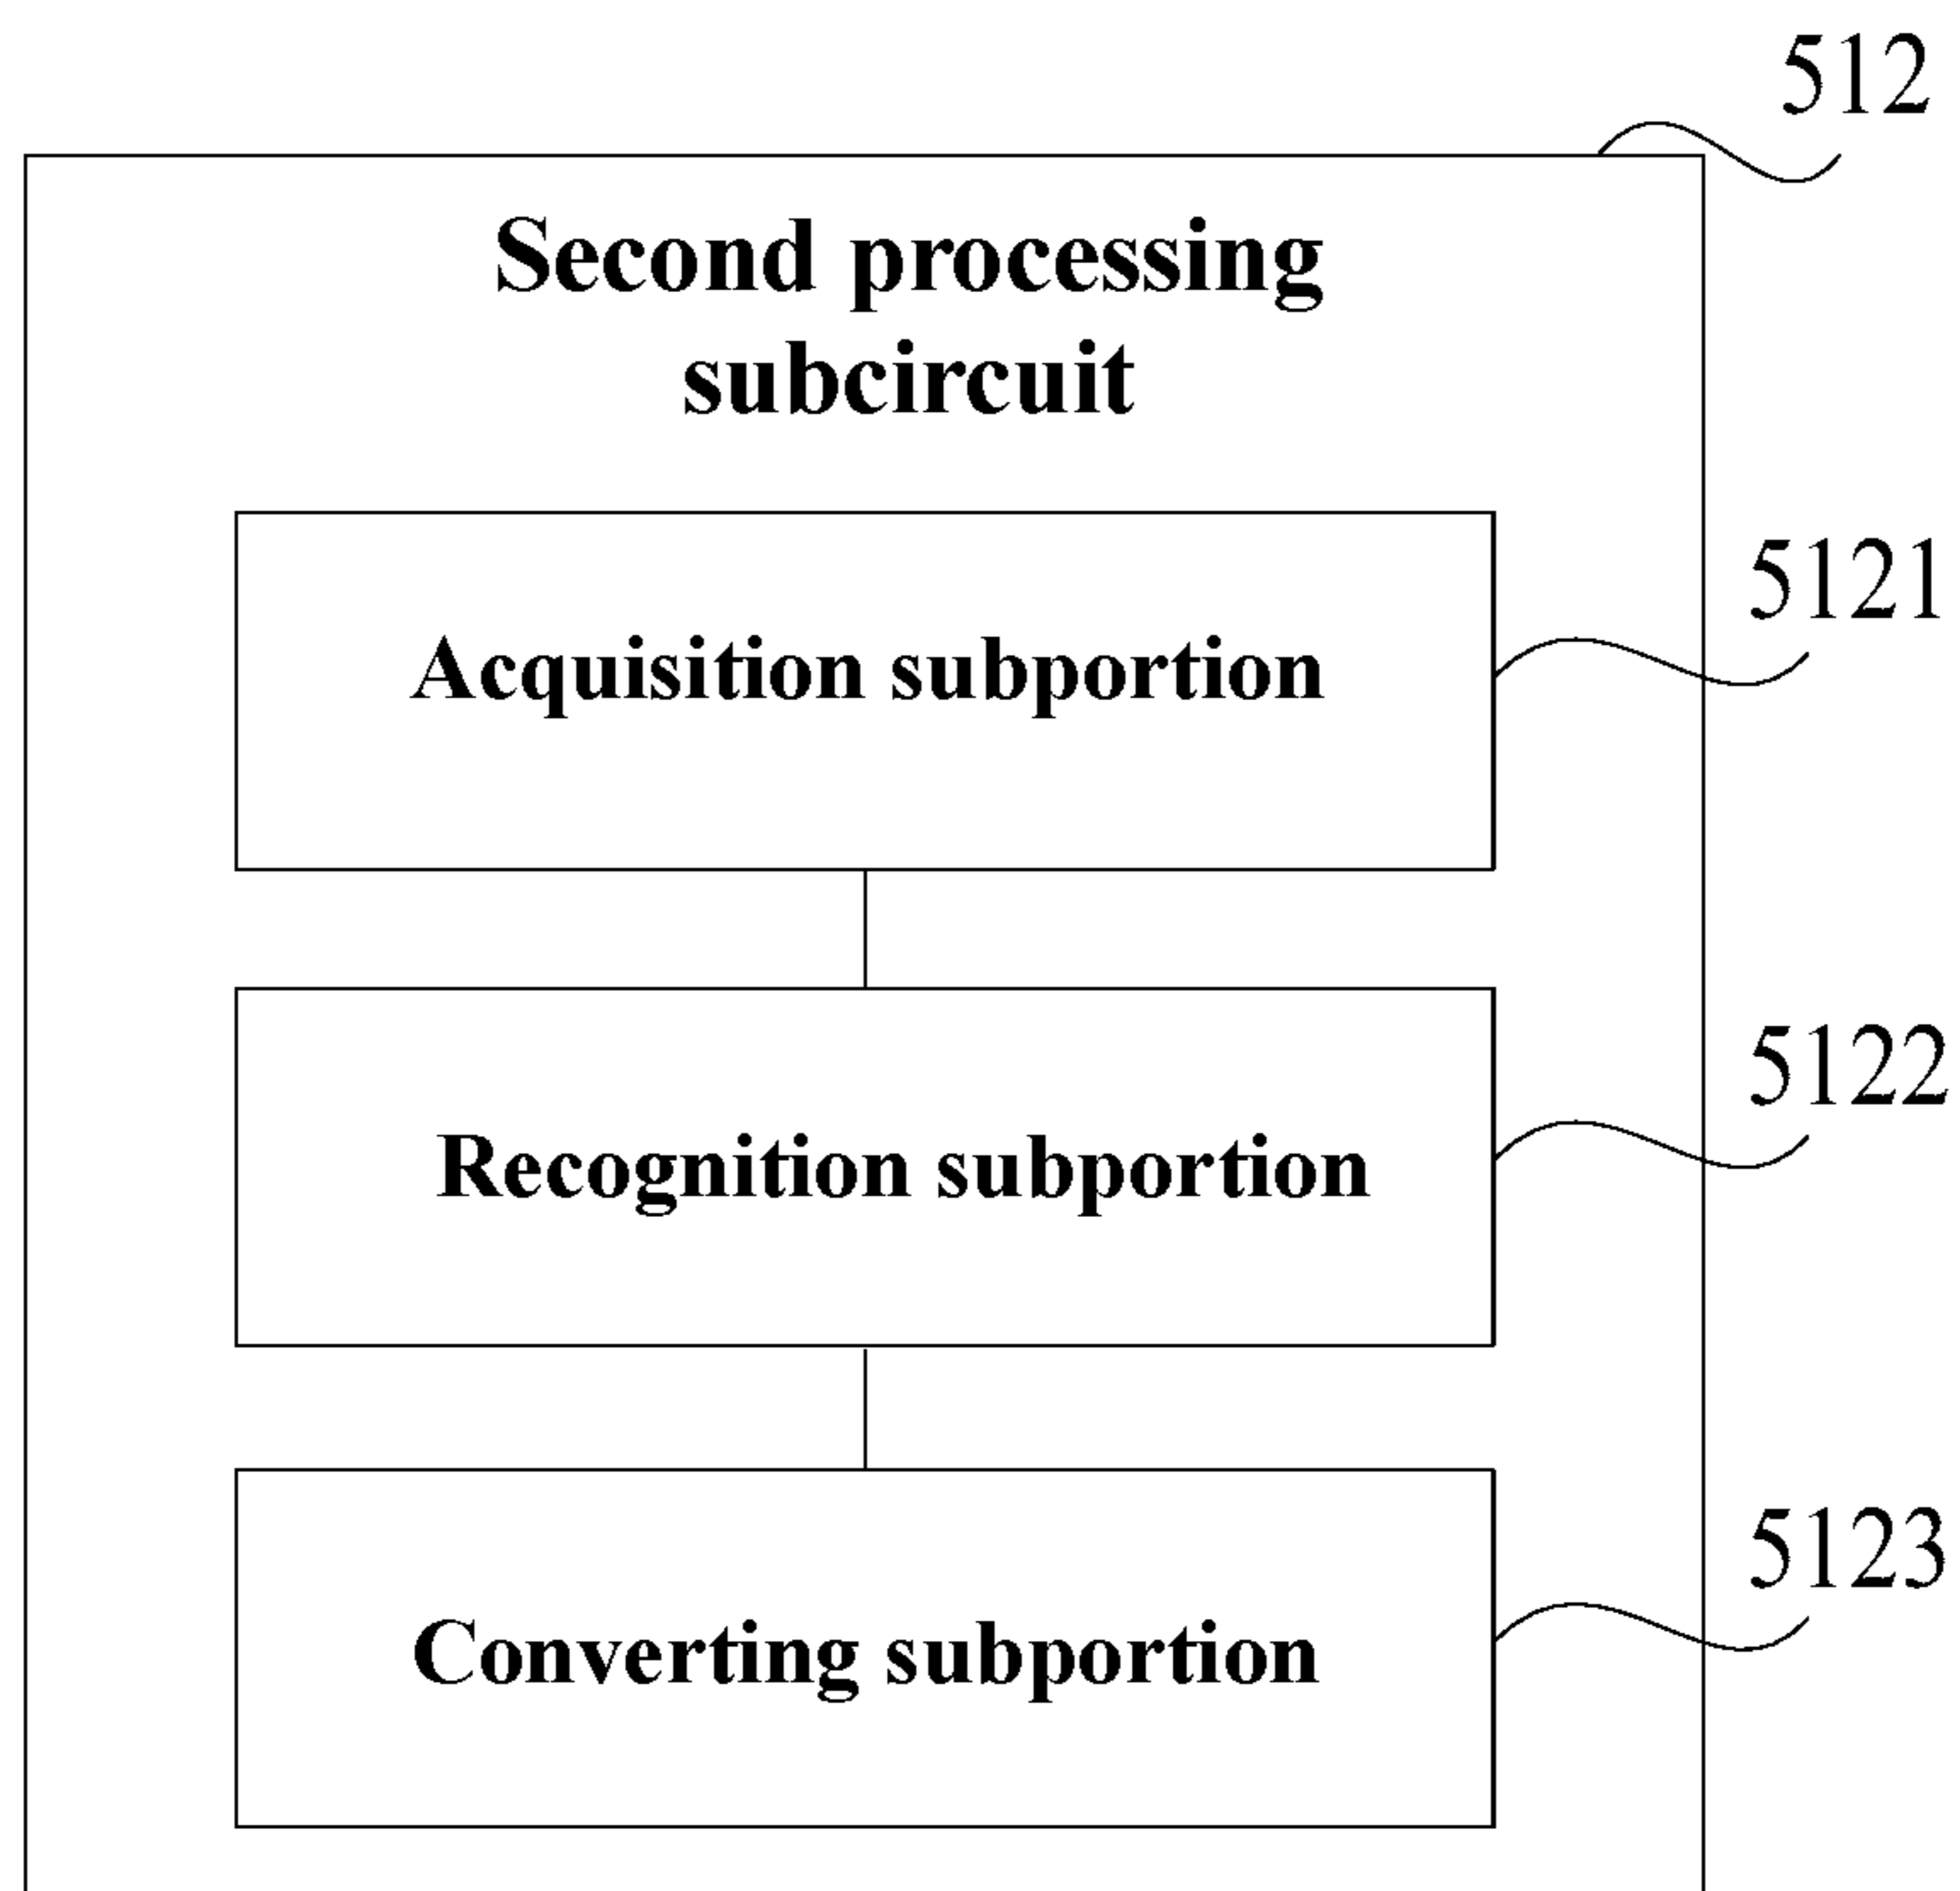 512
Second processing
subcircuit
5121
Acquisition subportion
5122
Recognition subportion
5123
Converting subportion